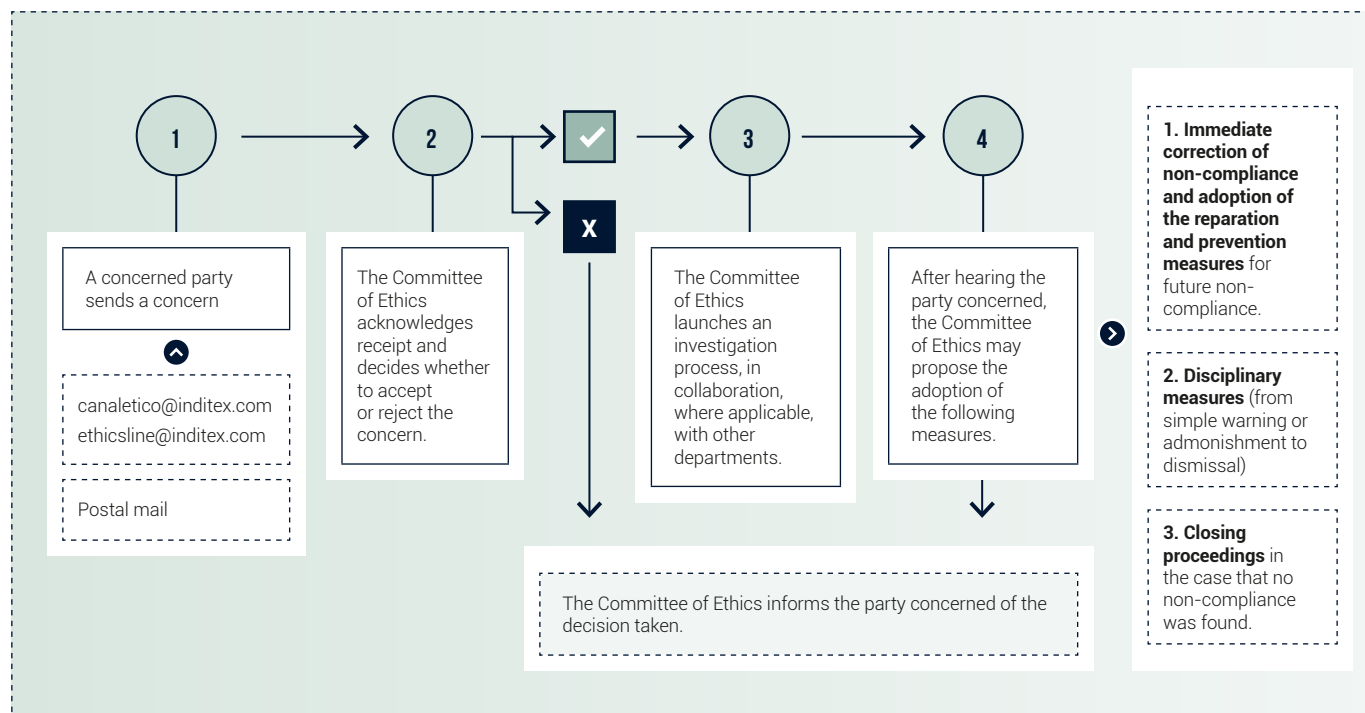 1
2
3
4
X
A concerned party
sends a concern
canaletico@inditex.com
ethicsline@inditex.com
Postal mail
The Committee
of Ethics
acknowledges
receipt and
decides whether
to accept
or reject the
concern.
The Committee
of Ethics
launches an
investigation
process, in
collaboration,
where applicable,
with other
departments.
After hearing the
party concerned,
the Committee
of Ethics may
propose the
adoption of
the following
measures.
1. Immediate
correction of
non-compliance
and adoption of
the reparation
and prevention
measures for
future non-
compliance.
2. Disciplinary
measures (from
simple warning or
admonishment to
dismissal)
3. Closing
proceedings in
the case that no
non-compliance
was found.
The Committee of Ethics informs the party concerned of the
decision taken.